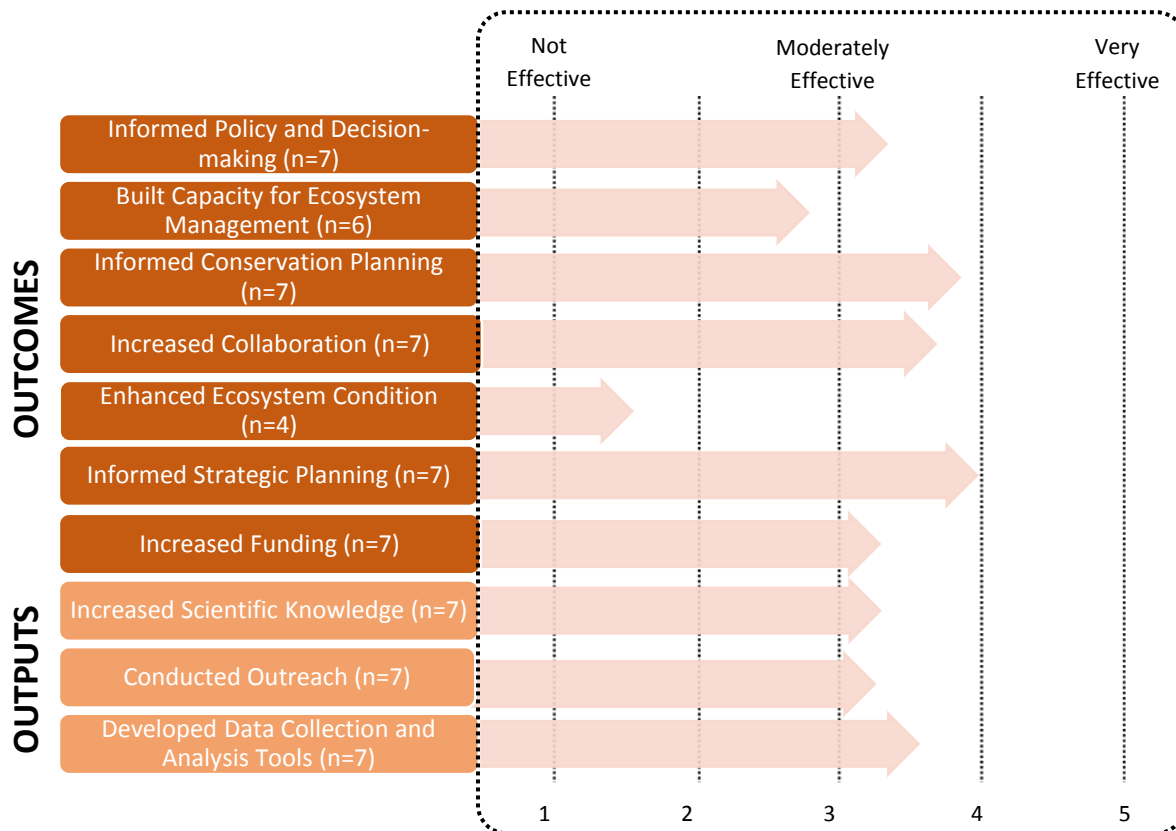 Not
Effective
Moderately
Effective
Very
Effective
OUTCOMES
Informed Policy and Decision-
making (n=7)
Built Capacity for Ecosystem
Management (n=6)
Informed Conservation Planning
(n=7)
Increased Collaboration (n=7)
Enhanced Ecosystem Condition
(n=4)
Informed Strategic Planning (n=7)
Increased Funding (n=7)
OUTPUTS
Increased Scientific Knowledge (n=7)
Conducted Outreach (n=7)
Developed Data Collection and
Analysis Tools (n=7)
1 2 3 4 5